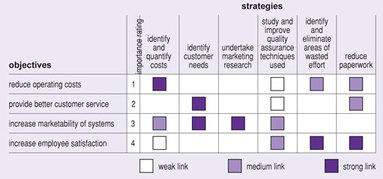 strategies
objectives
importance-rating
identify
and
quantify
costs
identify
customer
needs
undertake
marketing
research
study and
improve
quality
assurance
techniques
used
identify
and
eliminate
areas of
wasted
effort
reduce
paperwork
reduce operating costs 1
provide better customer service 2
increase marketability of systems 3
increase employee satisfaction 4
weak link medium link strong link